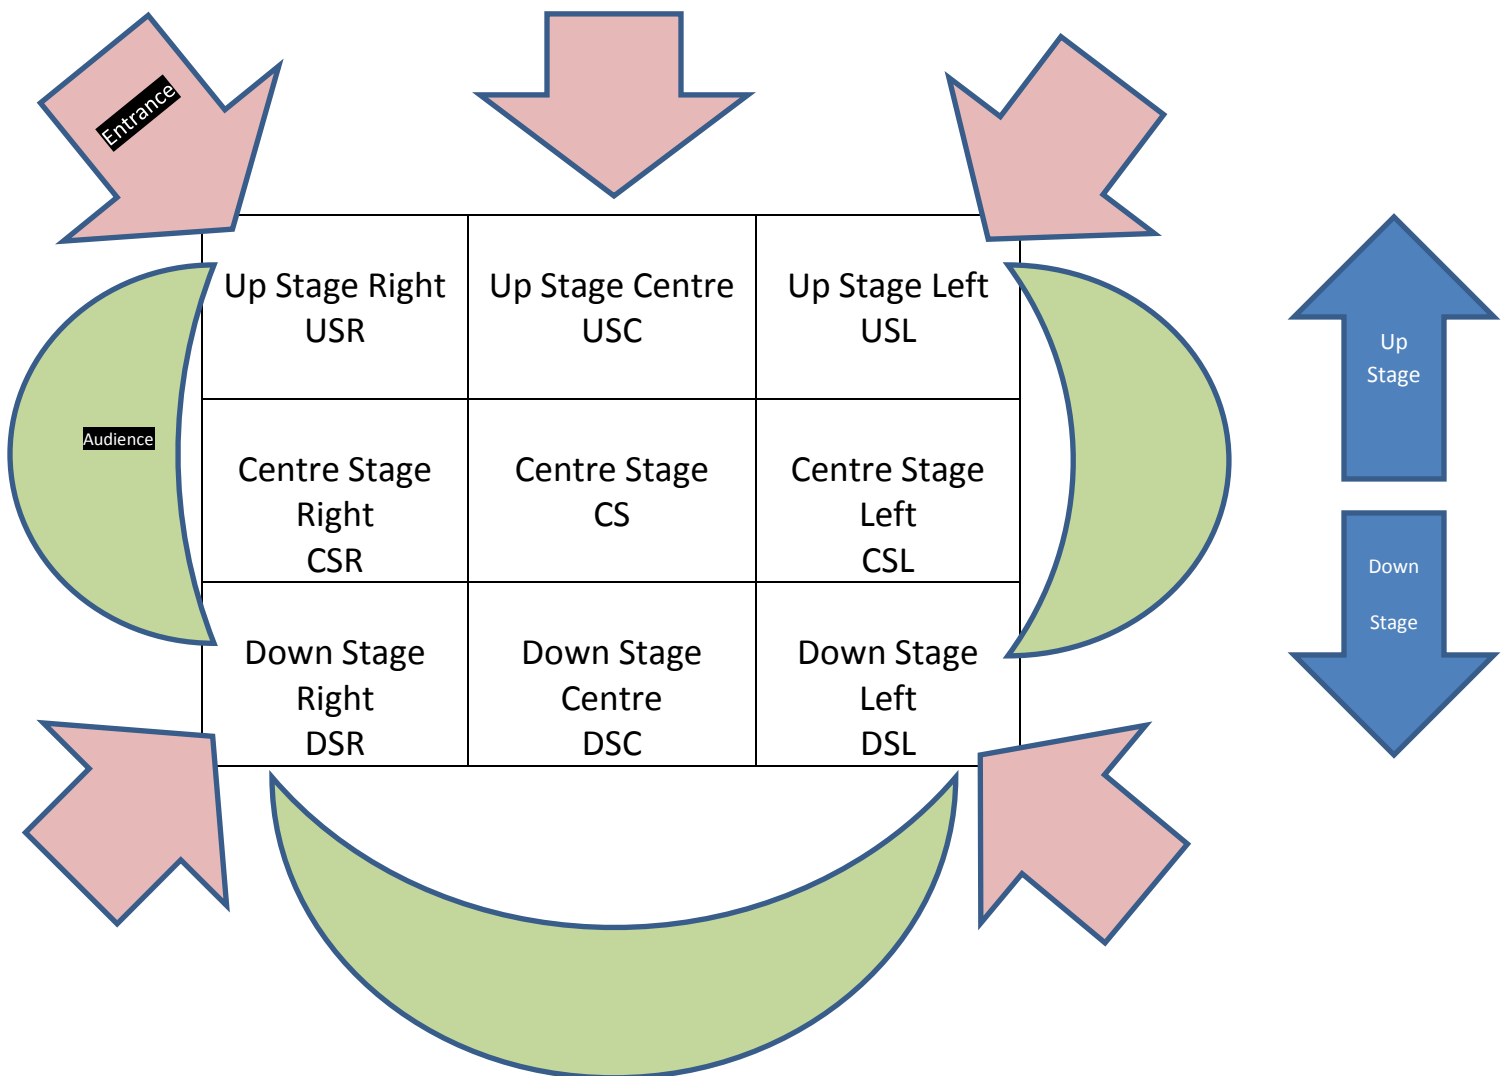 Entrance
Up Stage Right
USR
Up Stage Centre
USC
Up Stage Left
USL
Up
Stage
Audience
Centre Stage
Right
CSR
Centre Stage
CS
Centre Stage
Left
CSL
Down
Stage
Down Stage
Right
DSR
Down Stage
Centre
DSC
Down Stage
Left
DSL